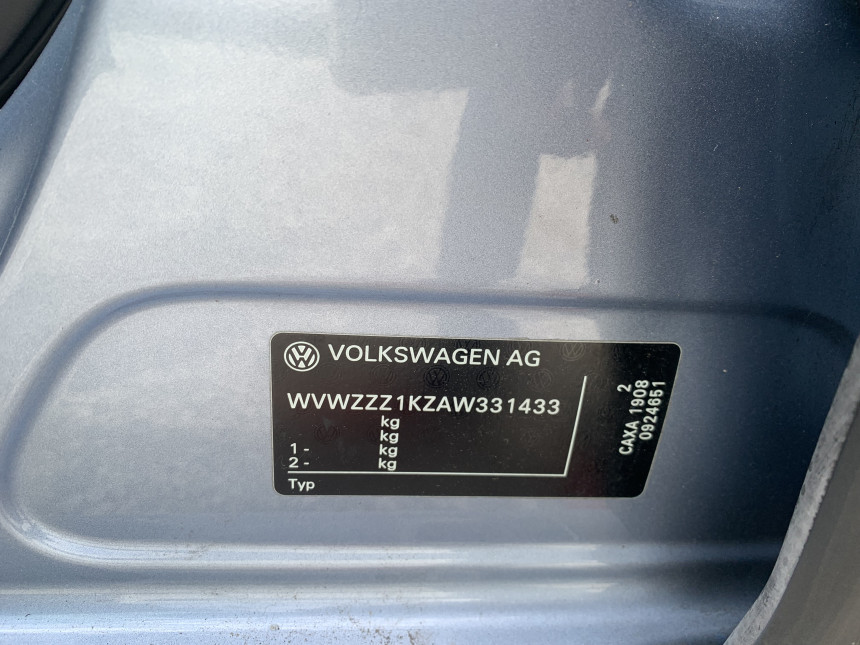 VOLKSWAGEN AG
WVWZZZ1KZAW331433
kg
kg
1 - kg
2 - kg
Typ
2
CAXA 1908
0924651